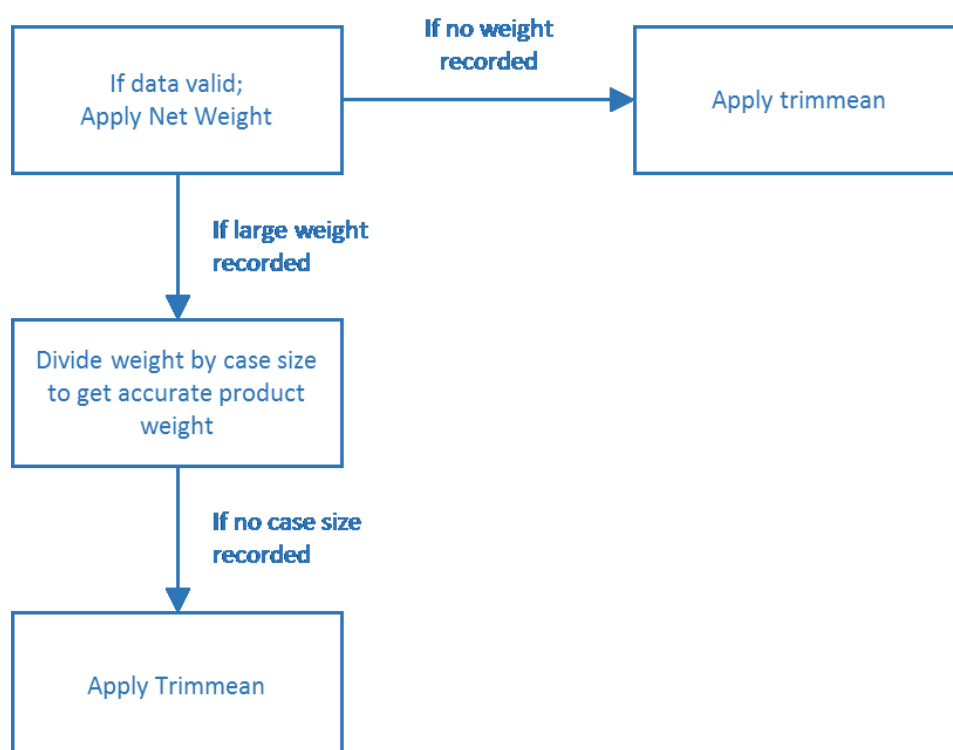 If data valid;
Apply Net Weight
If no weight
recorded
Apply trimmean
If large weight
recorded
Divide weight by case size
to get accurate product
weight
If no case size
recorded
Apply Trimmean